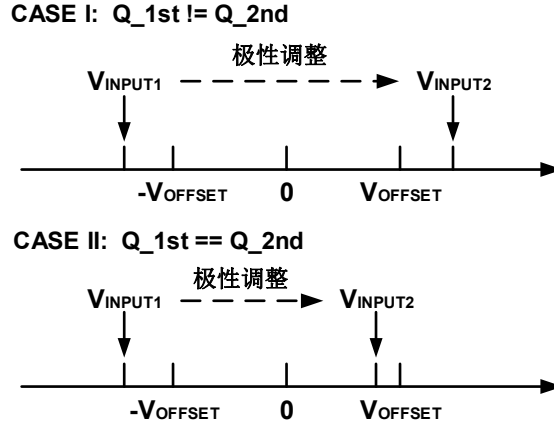 CASE I: Q_1st != Q_2nd
极性调整
VINPUT1 VINPUT2
-VOFFSET 0 VOFFSET
CASE II: Q_1st == Q_2nd
极性调整
VINPUT1 VINPUT2
-VOFFSET 0 VOFFSET